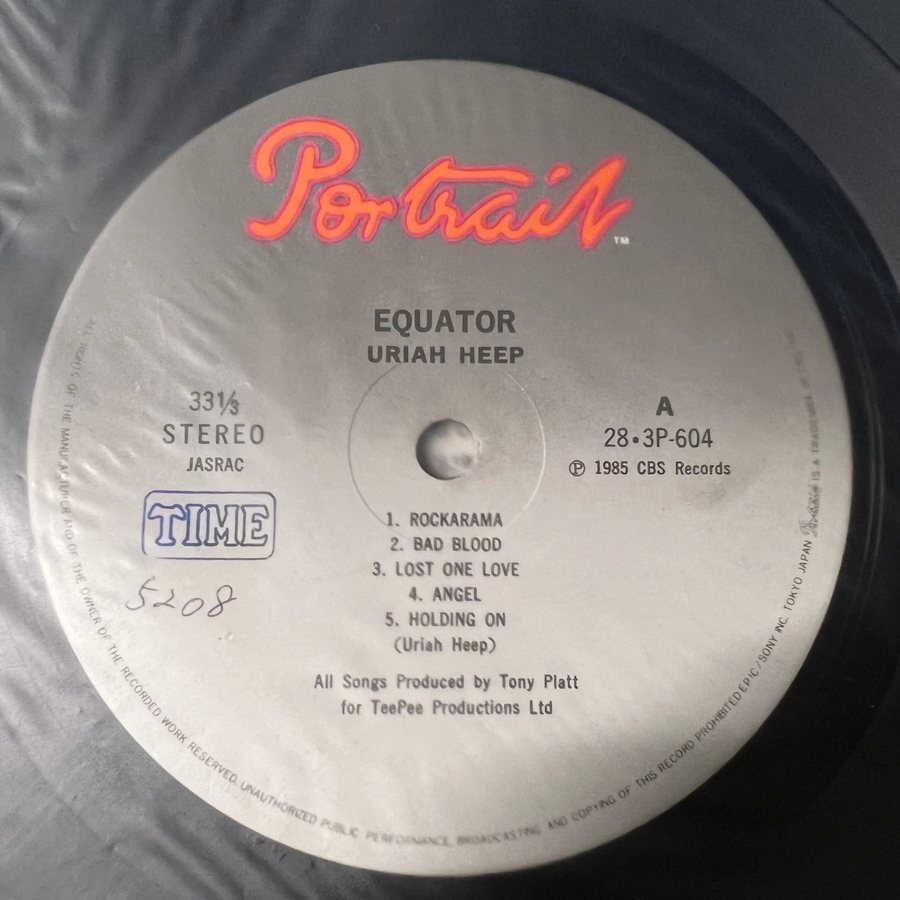 Portrait™
EQUATOR
URIAH HEEP
33⅓
STEREO
JASRAC
A
28•3P-604
℗ 1985 CBS Records
TIME
5208
1. ROCKARAMA
2. BAD BLOOD
3. LOST ONE LOVE
4. ANGEL
5. HOLDING ON
(Uriah Heep)
All Songs Produced by Tony Platt
for TeePee Productions Ltd
ALL RIGHTS OF THE MANUFACTURER AND OF THE OWNER OF THE RECORDED WORK RESERVED. UNAUTHORIZED PUBLIC PERFORMANCE, BROADCASTING AND COPYING OF THIS RECORD PROHIBITED EPIC/SONY INC. TOKYO JAPAN IS A TRADEMARK